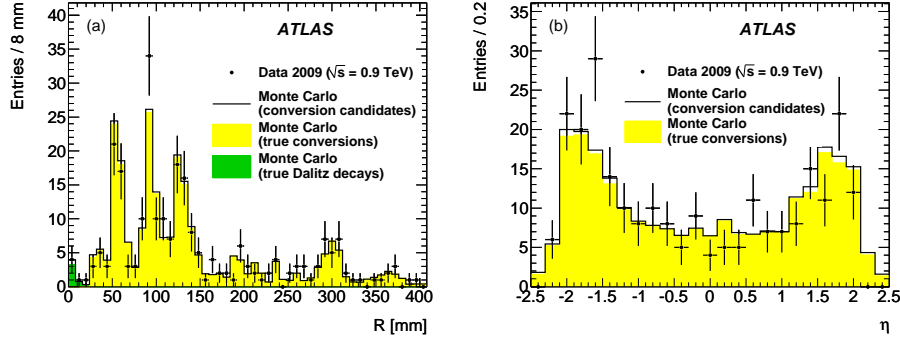 Entries / 8 mm
(a)
ATLAS
Data 2009 (√s = 0.9 TeV)
Monte Carlo
(conversion candidates)
Monte Carlo
(true conversions)
Monte Carlo
(true Dalitz decays)
40
35
30
25
20
15
10
5
0
0 50 100 150 200 250 300 350 400
R [mm]
Entries / 0.2
(b)
ATLAS
Data 2009 (√s = 0.9 TeV)
Monte Carlo
(conversion candidates)
Monte Carlo
(true conversions)
35
30
25
20
15
10
5
0
-2.5 -2 -1.5 -1 -0.5 0 0.5 1 1.5 2 2.5
η